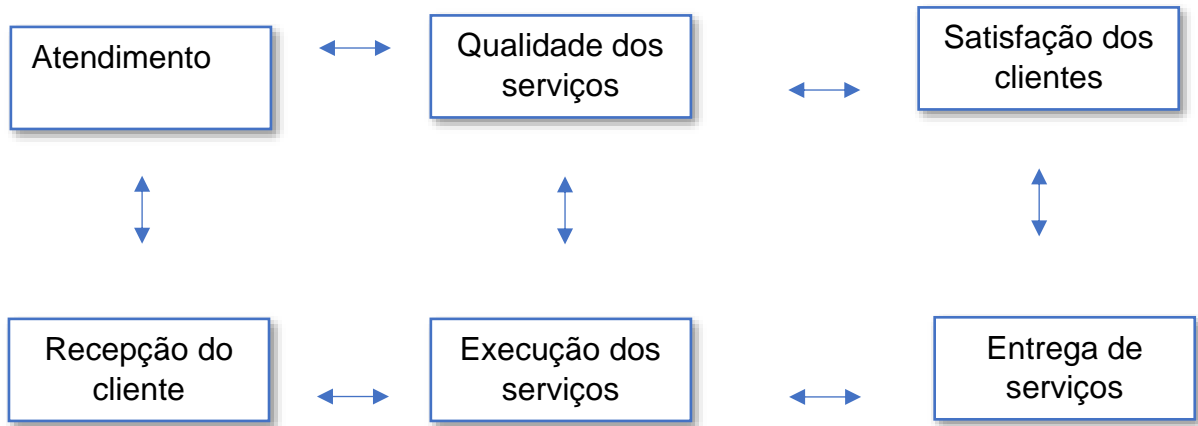 Atendimento
Qualidade dos
serviços
Satisfação dos
clientes
Recepção do
cliente
Execução dos
serviços
Entrega de
serviços